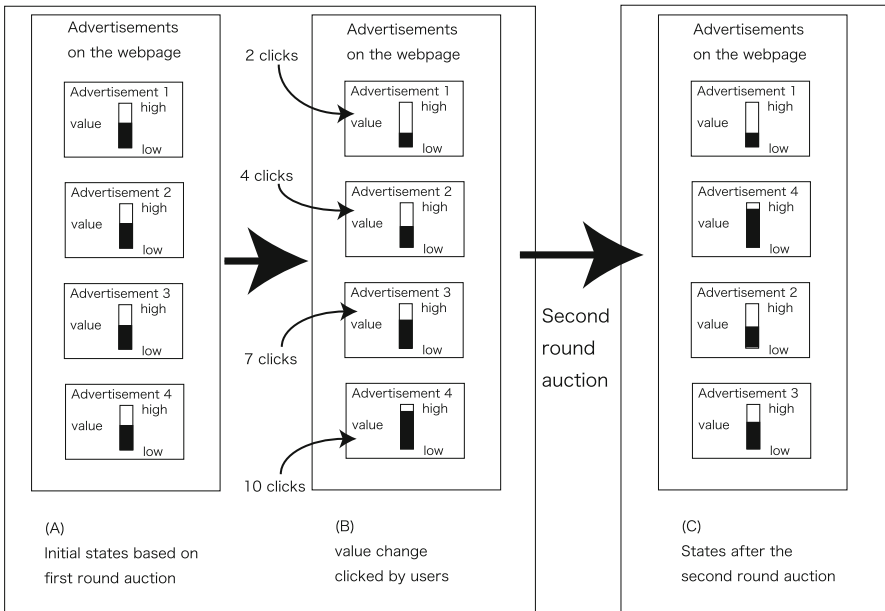 Advertisements
on the webpage
Advertisement 1
high
value
low
Advertisement 2
high
value
low
Advertisement 3
high
value
low
Advertisement 4
high
value
low
(A)
Initial states based on
first round auction
2 clicks
4 clicks
7 clicks
10 clicks
Advertisements
on the webpage
Advertisement 1
high
value
low
Advertisement 2
high
value
low
Advertisement 3
high
value
low
Advertisement 4
high
value
low
(B)
value change
clicked by users
Second
round
auction
Advertisements
on the webpage
Advertisement 1
high
value
low
Advertisement 4
high
value
low
Advertisement 2
high
value
low
Advertisement 3
high
value
low
(C)
States after the
second round auction